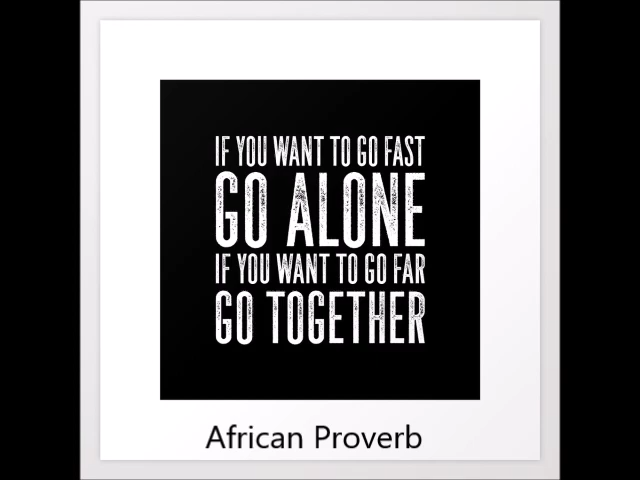 IF YOU WANT TO GO FAST
GO ALONE
IF YOU WANT TO GO FAR
GO TOGETHER
African Proverb